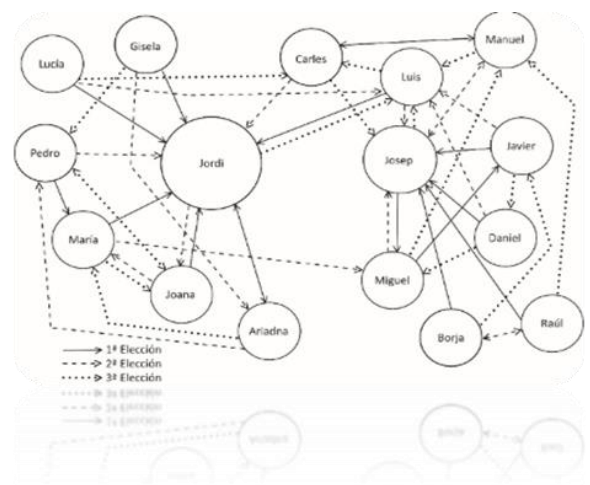 Manuel
Gisela
Carles
Lucía
Luis
Javier
Pedro
Jordi
Josep
María
Daniel
Miguel
Joana
Raúl
Ariadna
Borja
1ª Elección
2ª Elección
3ª Elección